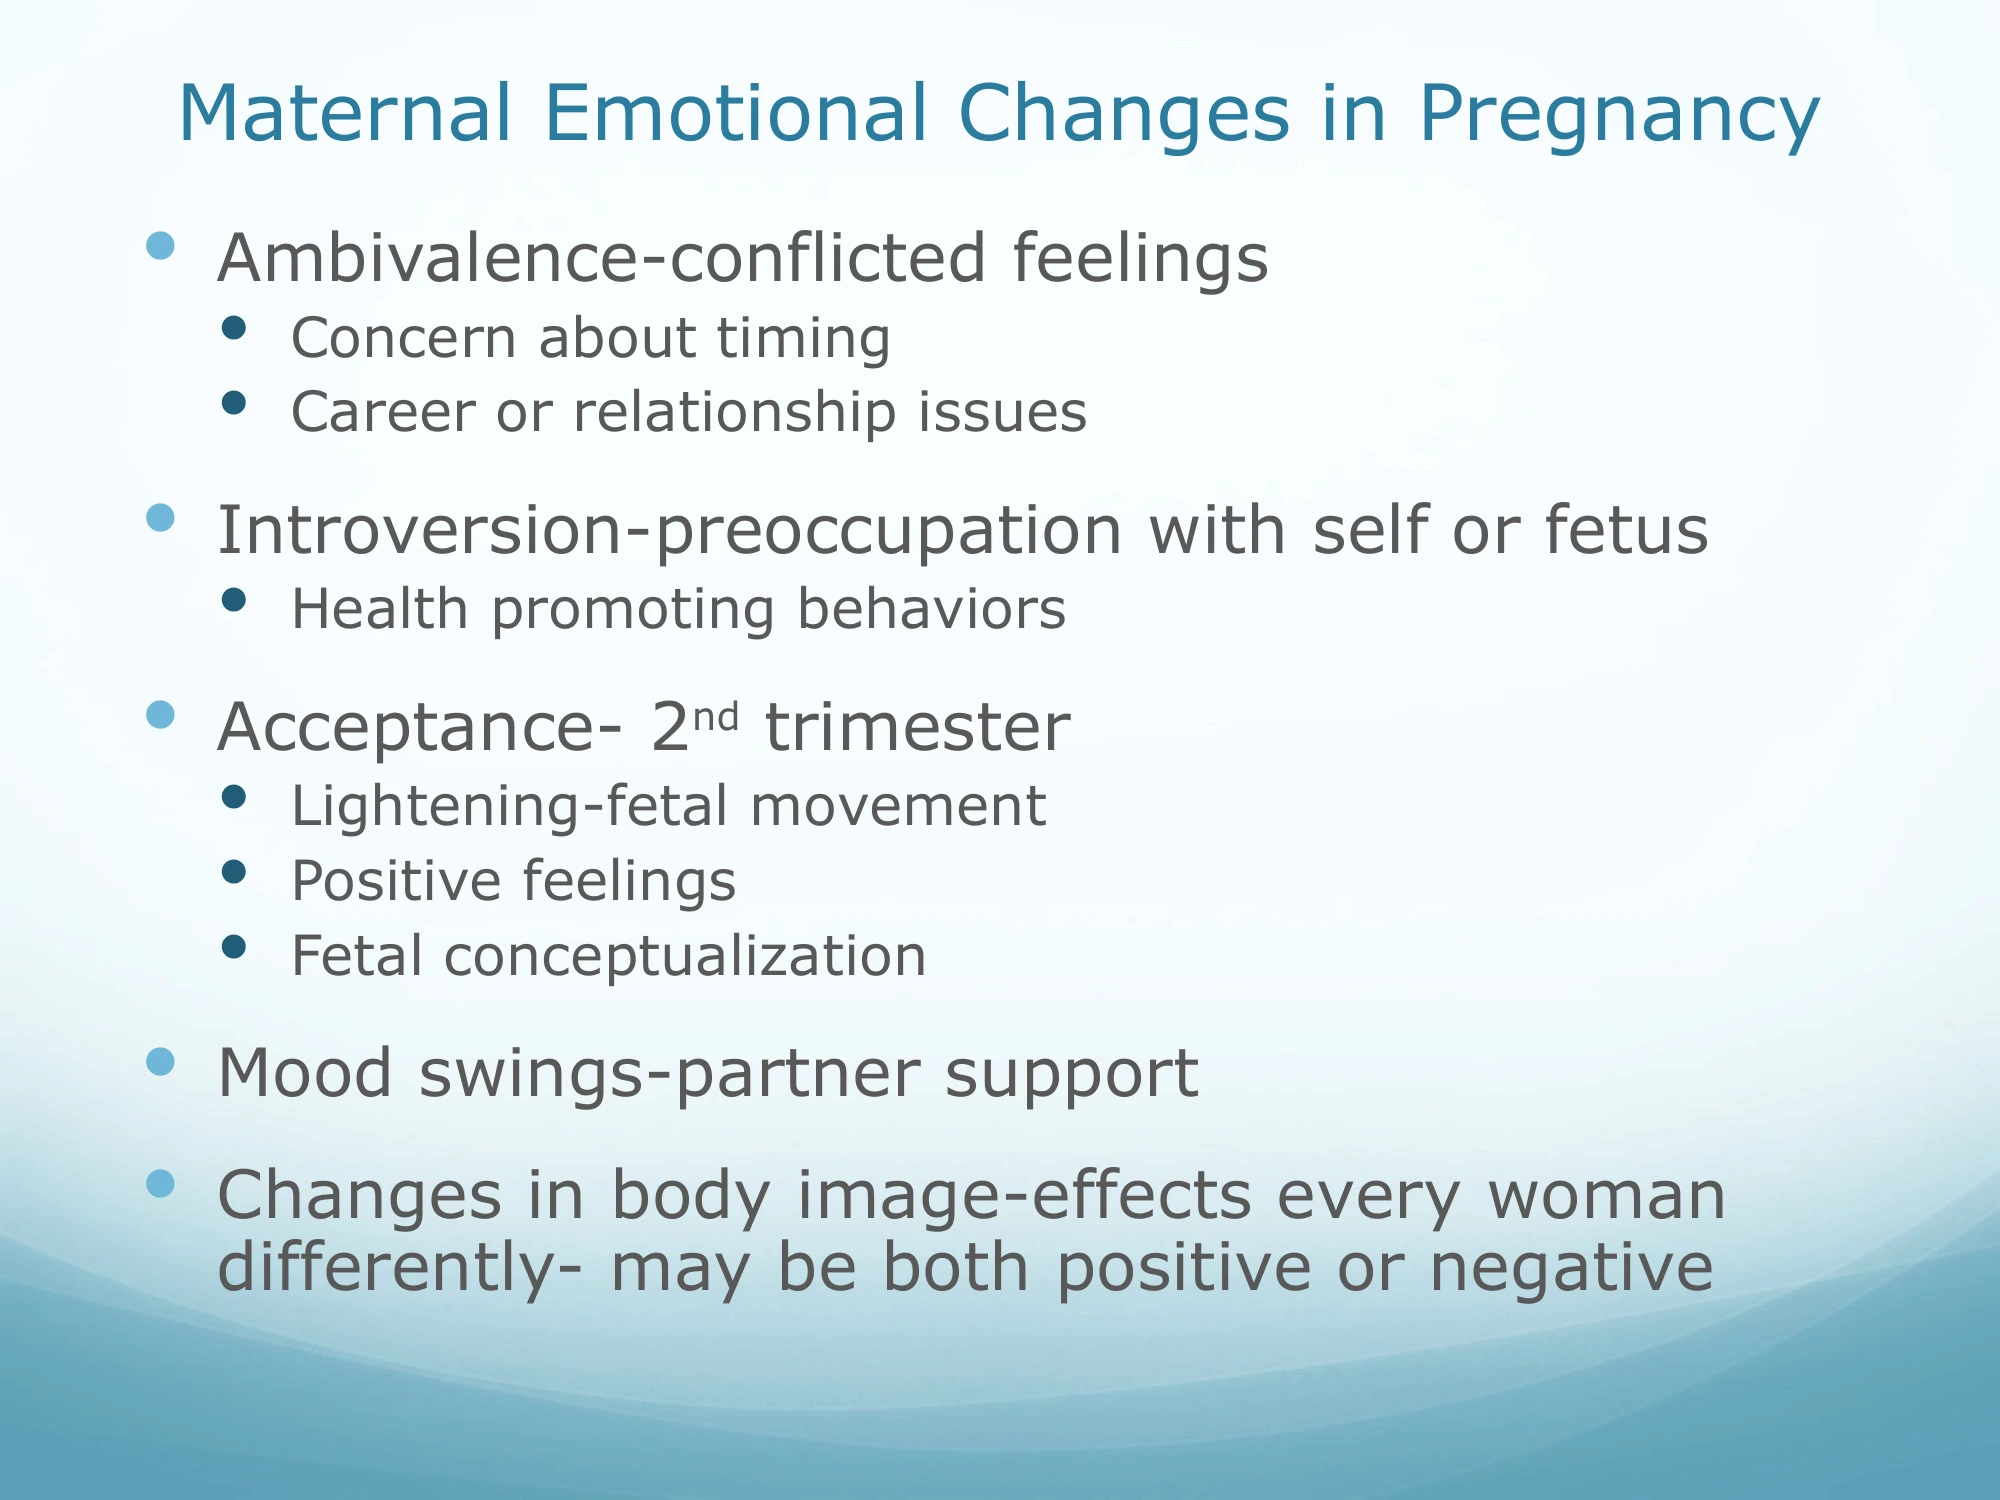 Maternal Emotional Changes in Pregnancy
• Ambivalence-conflicted feelings
• Concern about timing
• Career or relationship issues
• Introversion-preoccupation with self or fetus
• Health promoting behaviors
• Acceptance- 2nd trimester
• Lightening-fetal movement
• Positive feelings
• Fetal conceptualization
• Mood swings-partner support
• Changes in body image-effects every woman
differently- may be both positive or negative